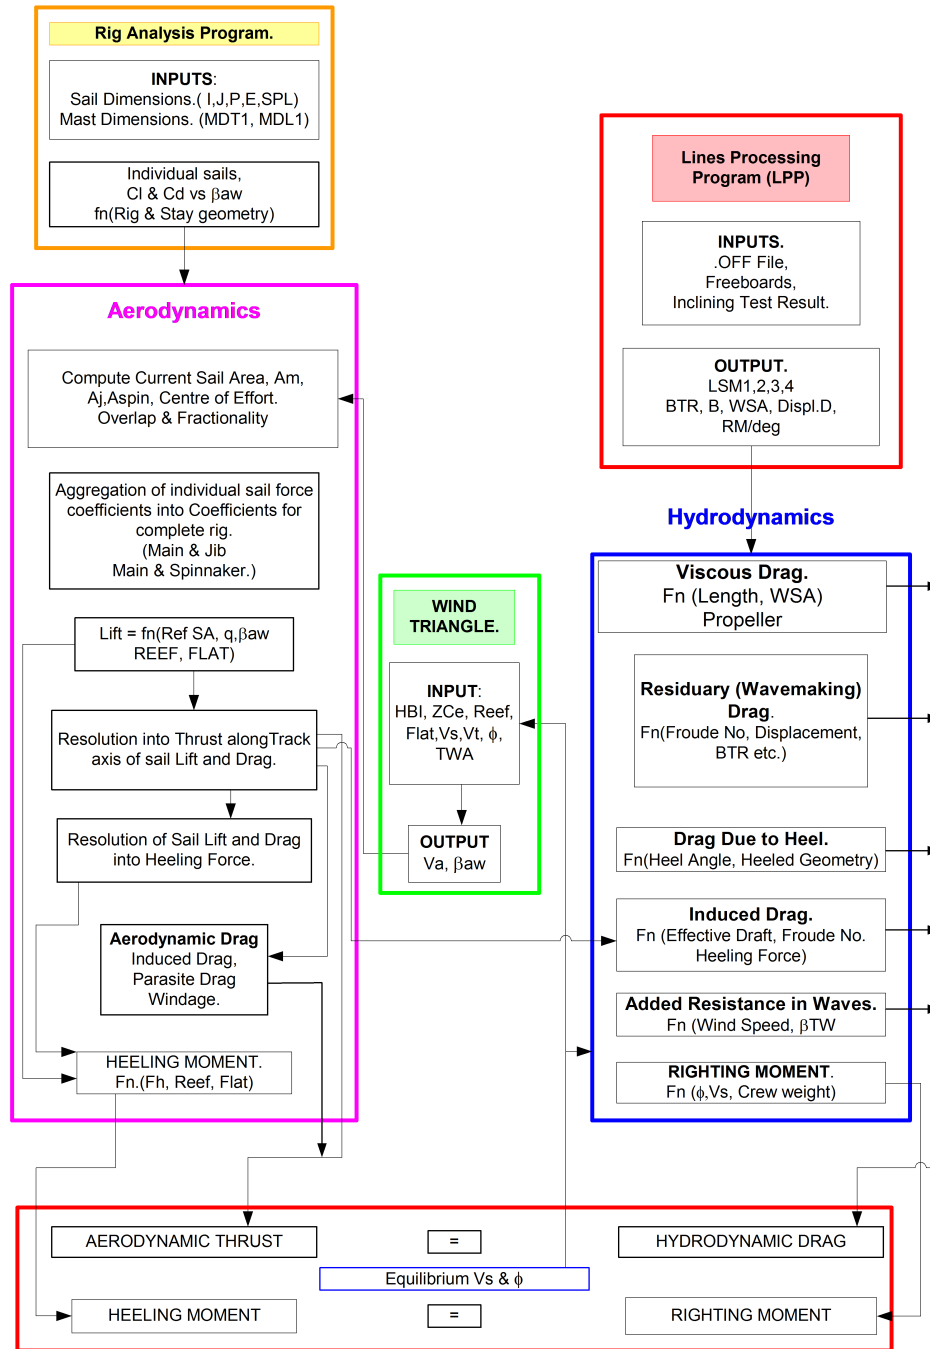 Rig Analysis Program.
INPUTS:
Sail Dimensions.( I,J,P,E,SPL)
Mast Dimensions. (MDT1, MDL1)
Individual sails,
Cl & Cd vs βaw
fn(Rig & Stay geometry)
Aerodynamics
Compute Current Sail Area, Am,
Aj,Aspin, Centre of Effort.
Overlap & Fractionality
Aggregation of individual sail force
coefficients into Coefficients for
complete rig.
(Main & Jib
Main & Spinnaker.)
Lift = fn(Ref SA, q,βaw
REEF, FLAT)
Resolution into Thrust alongTrack
axis of sail Lift and Drag.
Resolution of Sail Lift and Drag
into Heeling Force.
Aerodynamic Drag
Induced Drag,
Parasite Drag
Windage.
HEELING MOMENT.
Fn.(Fh, Reef, Flat)
WIND
TRIANGLE.
INPUT:
HBI, ZCe, Reef,
Flat,Vs,Vt, ϕ,
TWA
OUTPUT
Va, βaw
Lines Processing
Program (LPP)
INPUTS.
.OFF File,
Freeboards,
Inclining Test Result.
OUTPUT.
LSM1,2,3,4
BTR, B, WSA, Displ.D,
RM/deg
Hydrodynamics
Viscous Drag.
Fn (Length, WSA)
Propeller
Residuary (Wavemaking)
Drag.
Fn(Froude No, Displacement,
BTR etc.)
Drag Due to Heel.
Fn(Heel Angle, Heeled Geometry)
Induced Drag.
Fn (Effective Draft, Froude No.
Heeling Force)
Added Resistance in Waves.
Fn (Wind Speed, βTW
RIGHTING MOMENT.
Fn (ϕ,Vs, Crew weight)
AERODYNAMIC THRUST
=
HYDRODYNAMIC DRAG
Equilibrium Vs & ϕ
HEELING MOMENT
=
RIGHTING MOMENT